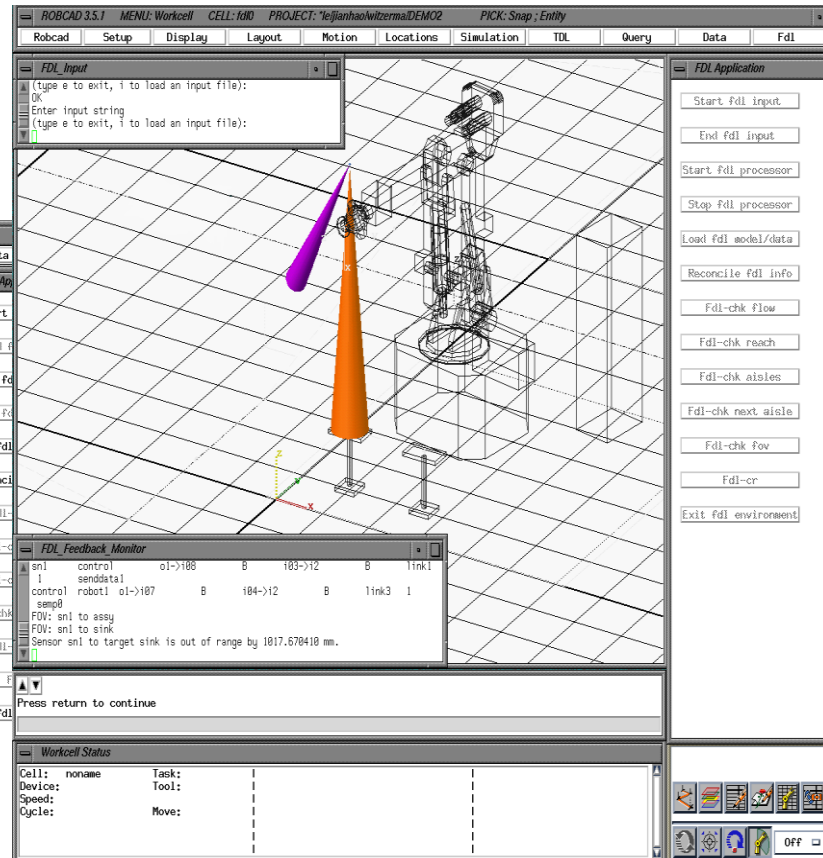 ROBCAD 3.5.1 MENU: Workcell CELL: fdl0 PROJECT: "le/jianhao/witzerma/DEMO2 PICK: Snap ; Entity
Robcad Setup Display Layout Motion Locations Simulation TDL Query Data Fdl
FDL_Input
(type e to exit, i to load an input file):
OK
Enter input string
(type e to exit, i to load an input file):
FDL Application
Start fdl input
End fdl input
Start fdl processor
Stop fdl processor
Load fdl model/data
Reconcile fdl info
Fdl-chk flow
Fdl-chk reach
Fdl-chk aisles
Fdl-chk next aisle
Fdl-chk fov
Fdl-cr
Exit fdl environment
X
z
z
x
FDL_Feedback_Monitor
sn1 control o1->i08 B i03->i2 B link1
1 senddata1
control robot1 o1->i07 B i04->i2 B link3 1
semp0
FOV: sn1 to assy
FOV: sn1 to sink
Sensor sn1 to target sink is out of range by 1017.670410 mm.
Press return to continue
Workcell Status
Cell: noname Task:
Device: Tool:
Speed:
Cycle: Move:
Off